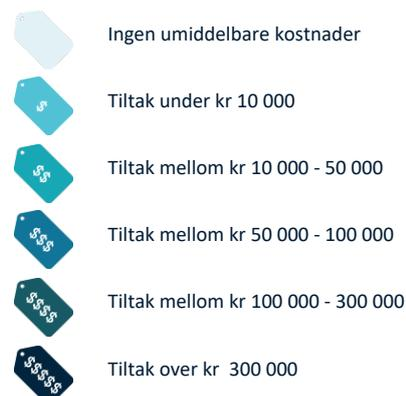 Ingen umiddelbare kostnader
$
Tiltak under kr 10 000
$$
Tiltak mellom kr 10 000 - 50 000
$$$
Tiltak mellom kr 50 000 - 100 000
$$$$
Tiltak mellom kr 100 000 - 300 000
$$$$$
Tiltak over kr  300 000